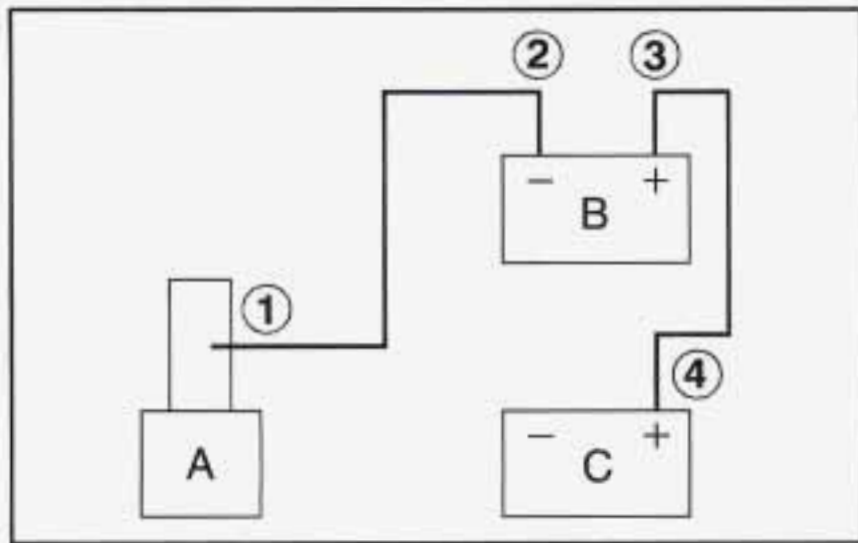 ② ③
− +
B
①
④
− +
A C